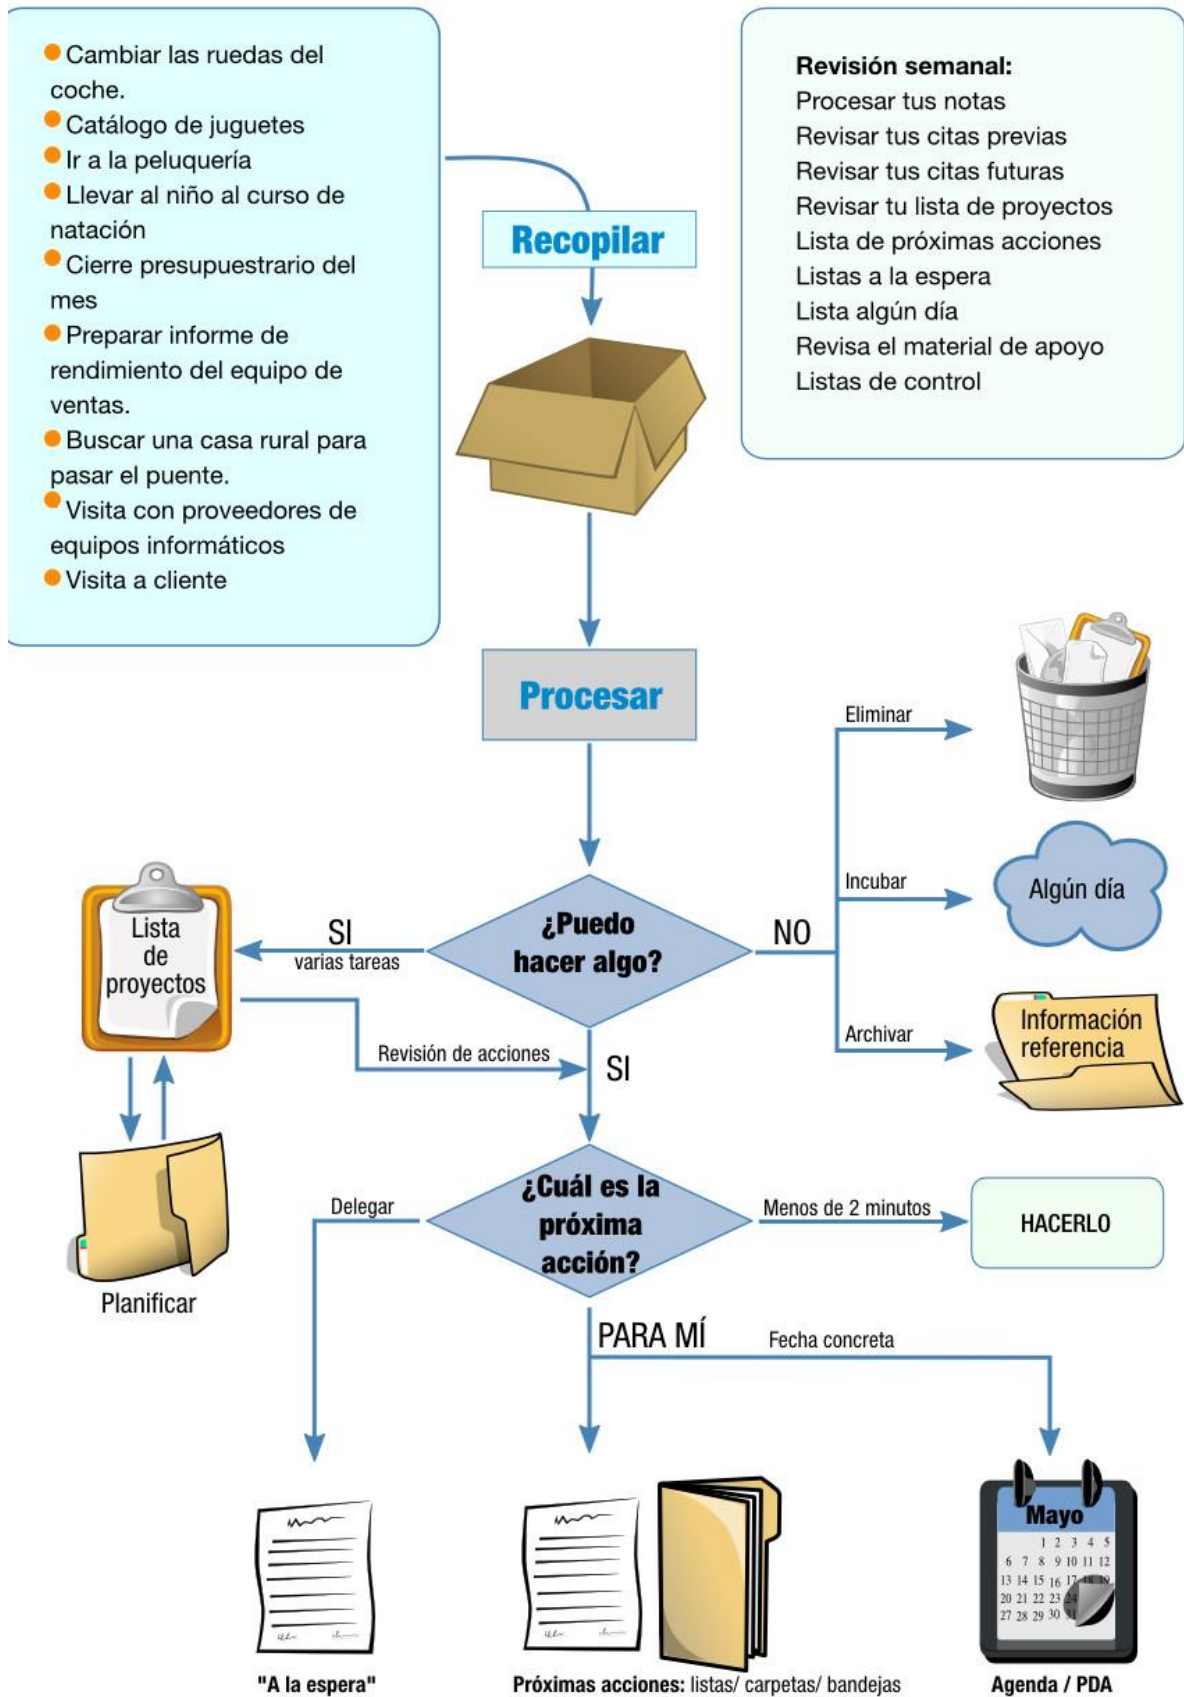 Cambiar las ruedas del
coche.
Catálogo de juguetes
Ir a la peluquería
Llevar al niño al curso de
natación
Cierre presupuestrario del
mes
Preparar informe de
rendimiento del equipo de
ventas.
Buscar una casa rural para
pasar el puente.
Visita con proveedores de
equipos informáticos
Visita a cliente
Revisión semanal:
Procesar tus notas
Revisar tus citas previas
Revisar tus citas futuras
Revisar tu lista de proyectos
Lista de próximas acciones
Listas a la espera
Lista algún día
Revisa el material de apoyo
Listas de control
Recopilar
Procesar
Eliminar
Incubar
Algún día
Archivar
Información
referencia
¿Puedo
hacer algo?
NO
SI
varias tareas
Lista
de
proyectos
Revisión de acciones
SI
Planificar
¿Cuál es la
próxima
acción?
Delegar
Menos de 2 minutos
HACERLO
PARA MÍ
Fecha concreta
"A la espera"
Próximas acciones: listas/ carpetas/ bandejas
Mayo
1 2 3 4 5
6 7 8 9 10 11 12
13 14 15 16 17 18 19
20 21 22 23 24
27 28 29 30 31
Agenda / PDA